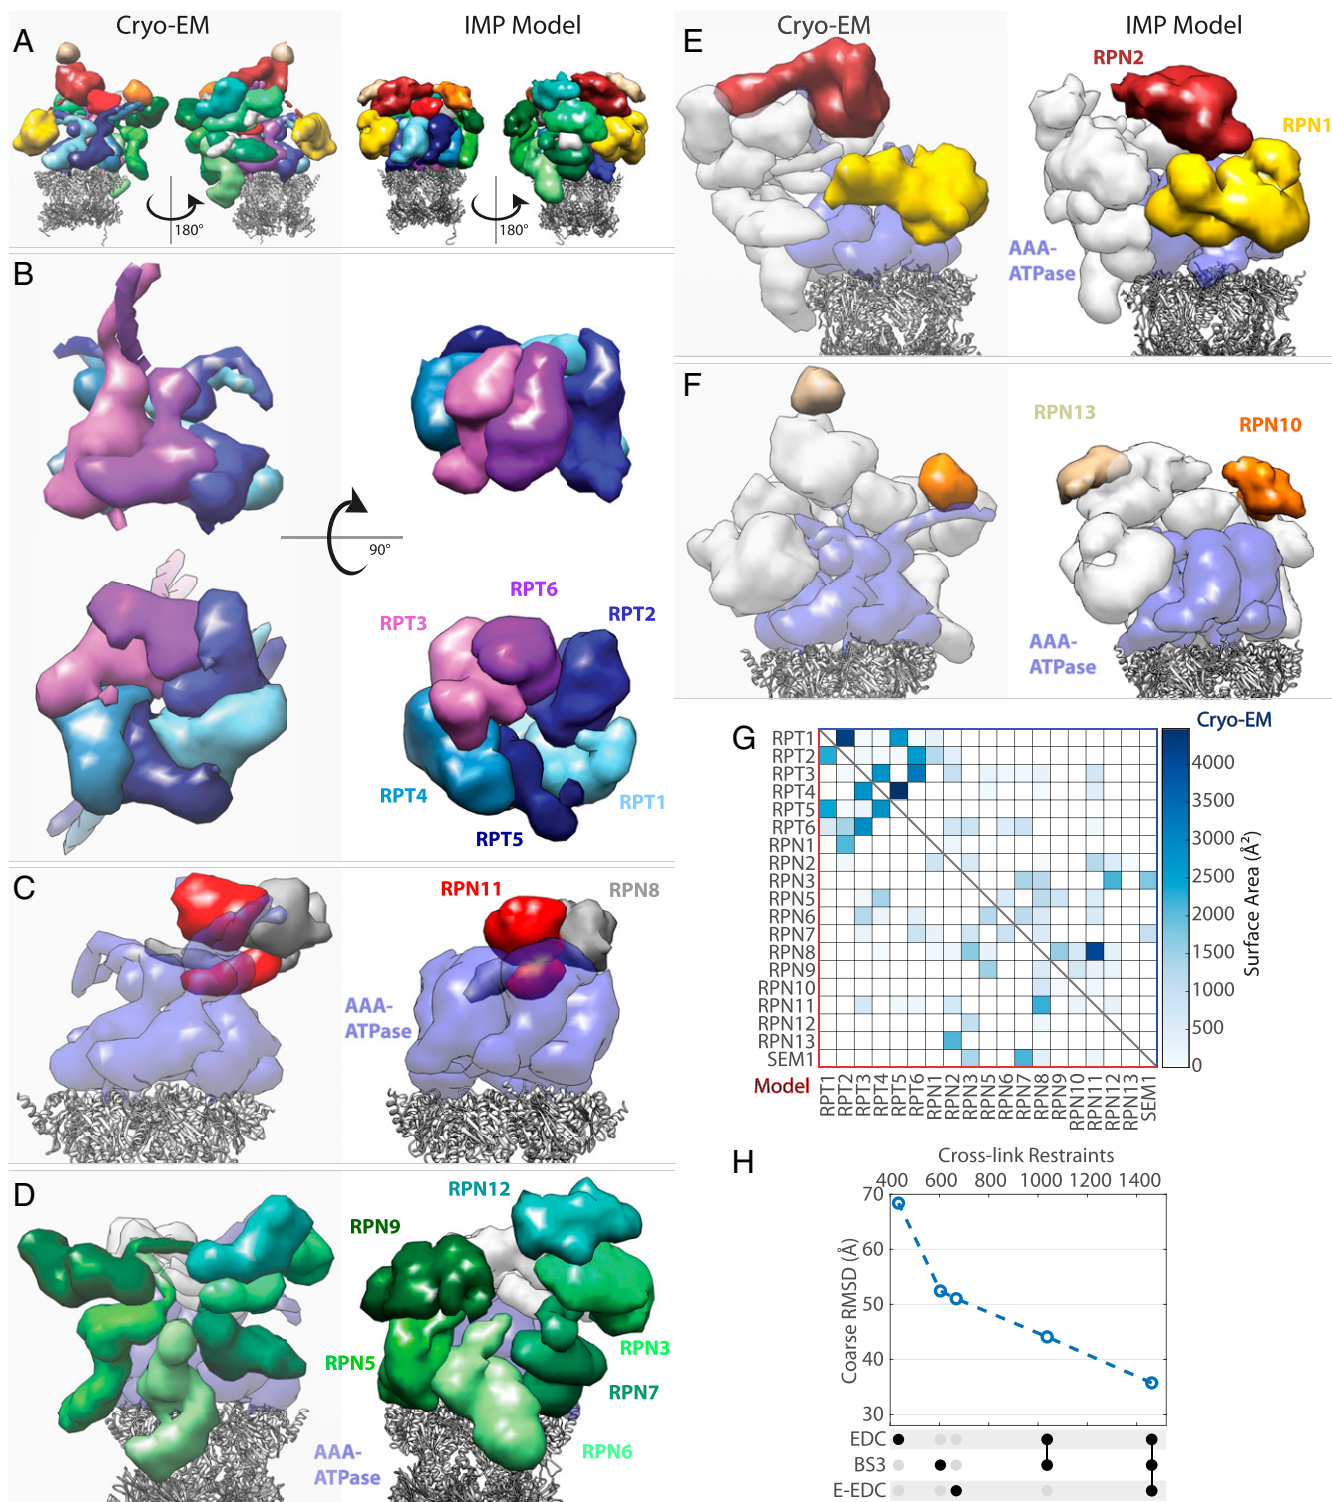 A
Cryo-EM
IMP Model
180°
180°
B
90°
RPT6
RPT3
RPT2
RPT4
RPT1
RPT5
C
RPN11
RPN8
AAA-
ATPase
D
RPN12
RPN9
RPN5
RPN3
RPN7
RPN6
AAA-
ATPase
E
Cryo-EM
IMP Model
RPN2
RPN1
AAA-
ATPase
F
RPN13
RPN10
AAA-
ATPase
G
Cryo-EM
RPT1
RPT2
RPT3
RPT4
RPT5
RPT6
RPN1
RPN2
RPN3
RPN5
RPN6
RPN7
RPN8
RPN9
RPN10
RPN11
RPN12
RPN13
SEM1
Model
RPT1
RPT2
RPT3
RPT4
RPT5
RPT6
RPN1
RPN2
RPN3
RPN5
RPN6
RPN7
RPN8
RPN9
RPN10
RPN11
RPN12
RPN13
SEM1
4000
3500
3000
2500
2000
1500
1000
500
0
Surface Area (Å²)
H
Cross-link Restraints
400 600 800 1000 1200 1400
70
60
50
40
30
Coarse RMSD (Å)
EDC
BS3
E-EDC